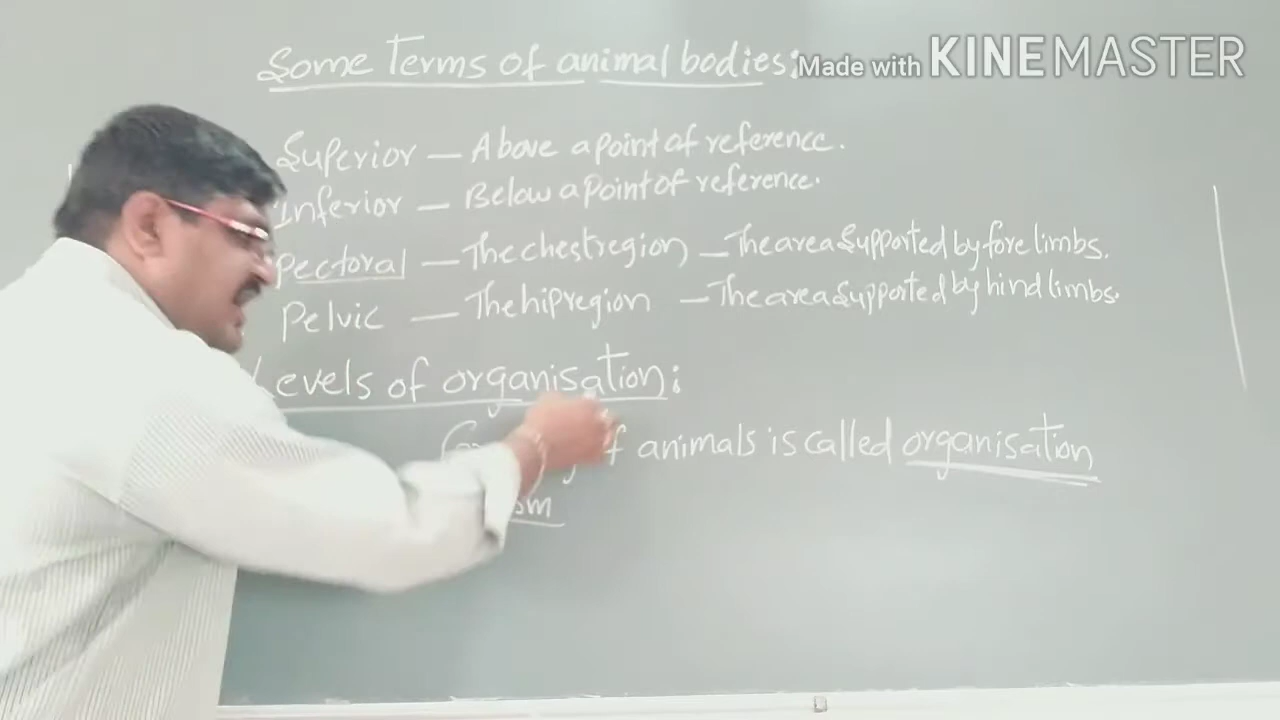 Some Terms of animal bodies:
Made with KINEMASTER
Superior — Above a point of reference.
Inferior — Below a point of reference.
Pectoral — The chest region — The area supported by fore limbs.
Pelvic — The hip region — The area supported by hind limbs.
Levels of organisation:
animals is called organisation